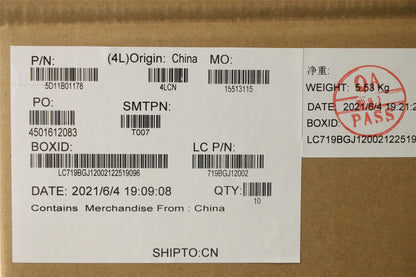 P/N:
(4L)Origin: China
MO:
5D11B01178
4LCN
15513115
PO:
SMTPN:
4501612083
T007
BOXID:
LC P/N:
LC719BGJ12002122519096
719BGJ12002
DATE: 2021/6/4 19:09:08
QTY:
10
Contains Merchandise From : China
SHIPTO:CN
净重:
WEIGHT: 5.53 Kg
DATE: 2021/6/4 19:21:
BOXID:
LC719BGJ12002122519
QA
PASS